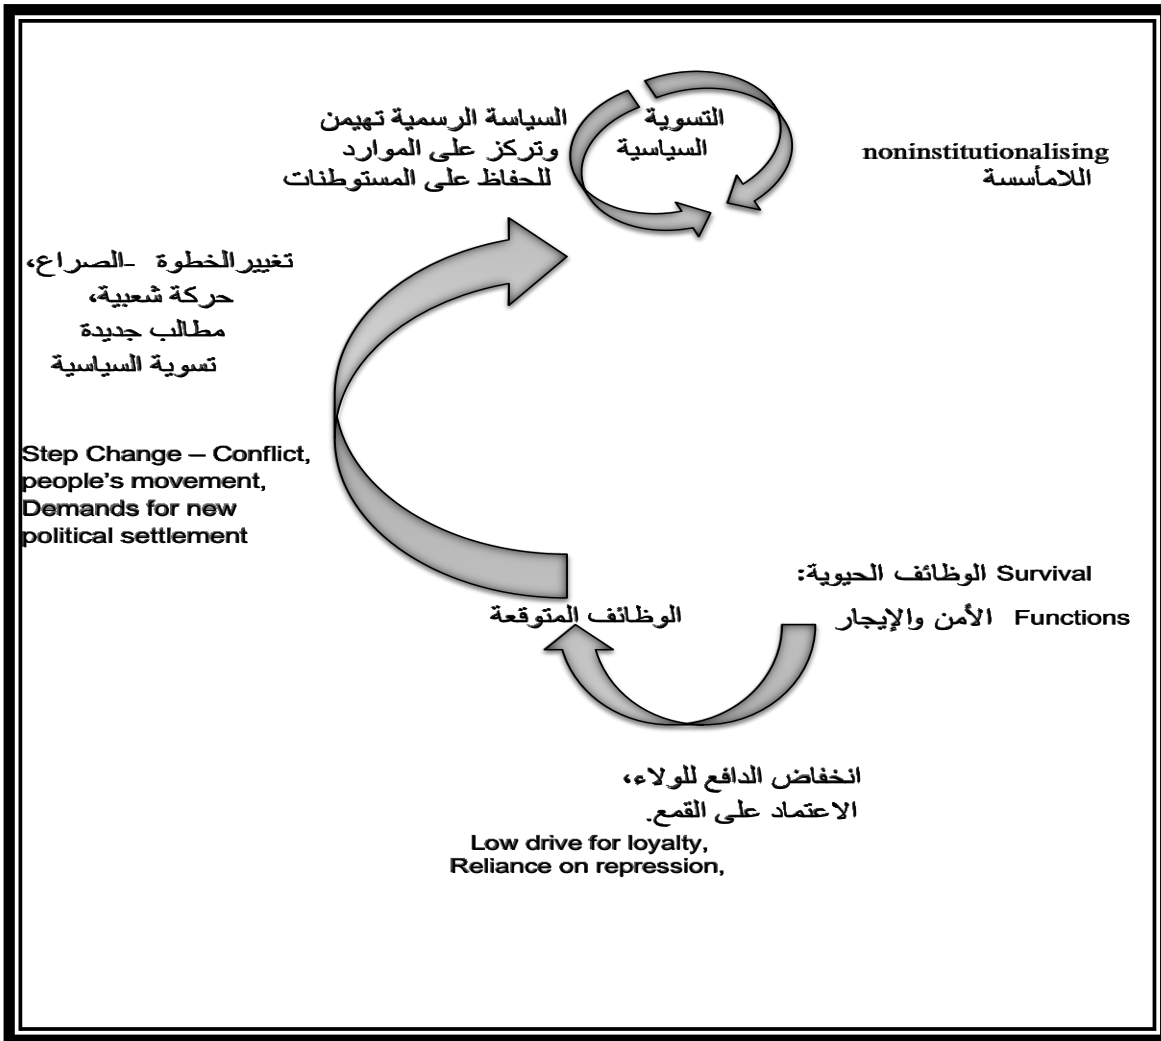 السياسة الرسمية تهيمن
وتركز على الموارد
للحفاظ على المستوطنات
التسوية
السياسية
noninstitutionalising
اللامأسسة
تغييرالخطوة -الصراع،
حركة شعبية،
مطالب جديدة
تسوية السياسية
Step Change – Conflict,
people’s movement,
Demands for new
political settlement
Survival الوظائف الحيوية:
Functions الأمن والإيجار
الوظائف المتوقعة
انخفاض الدافع للولاء،
الاعتماد على القمع.
Low drive for loyalty,
Reliance on repression,